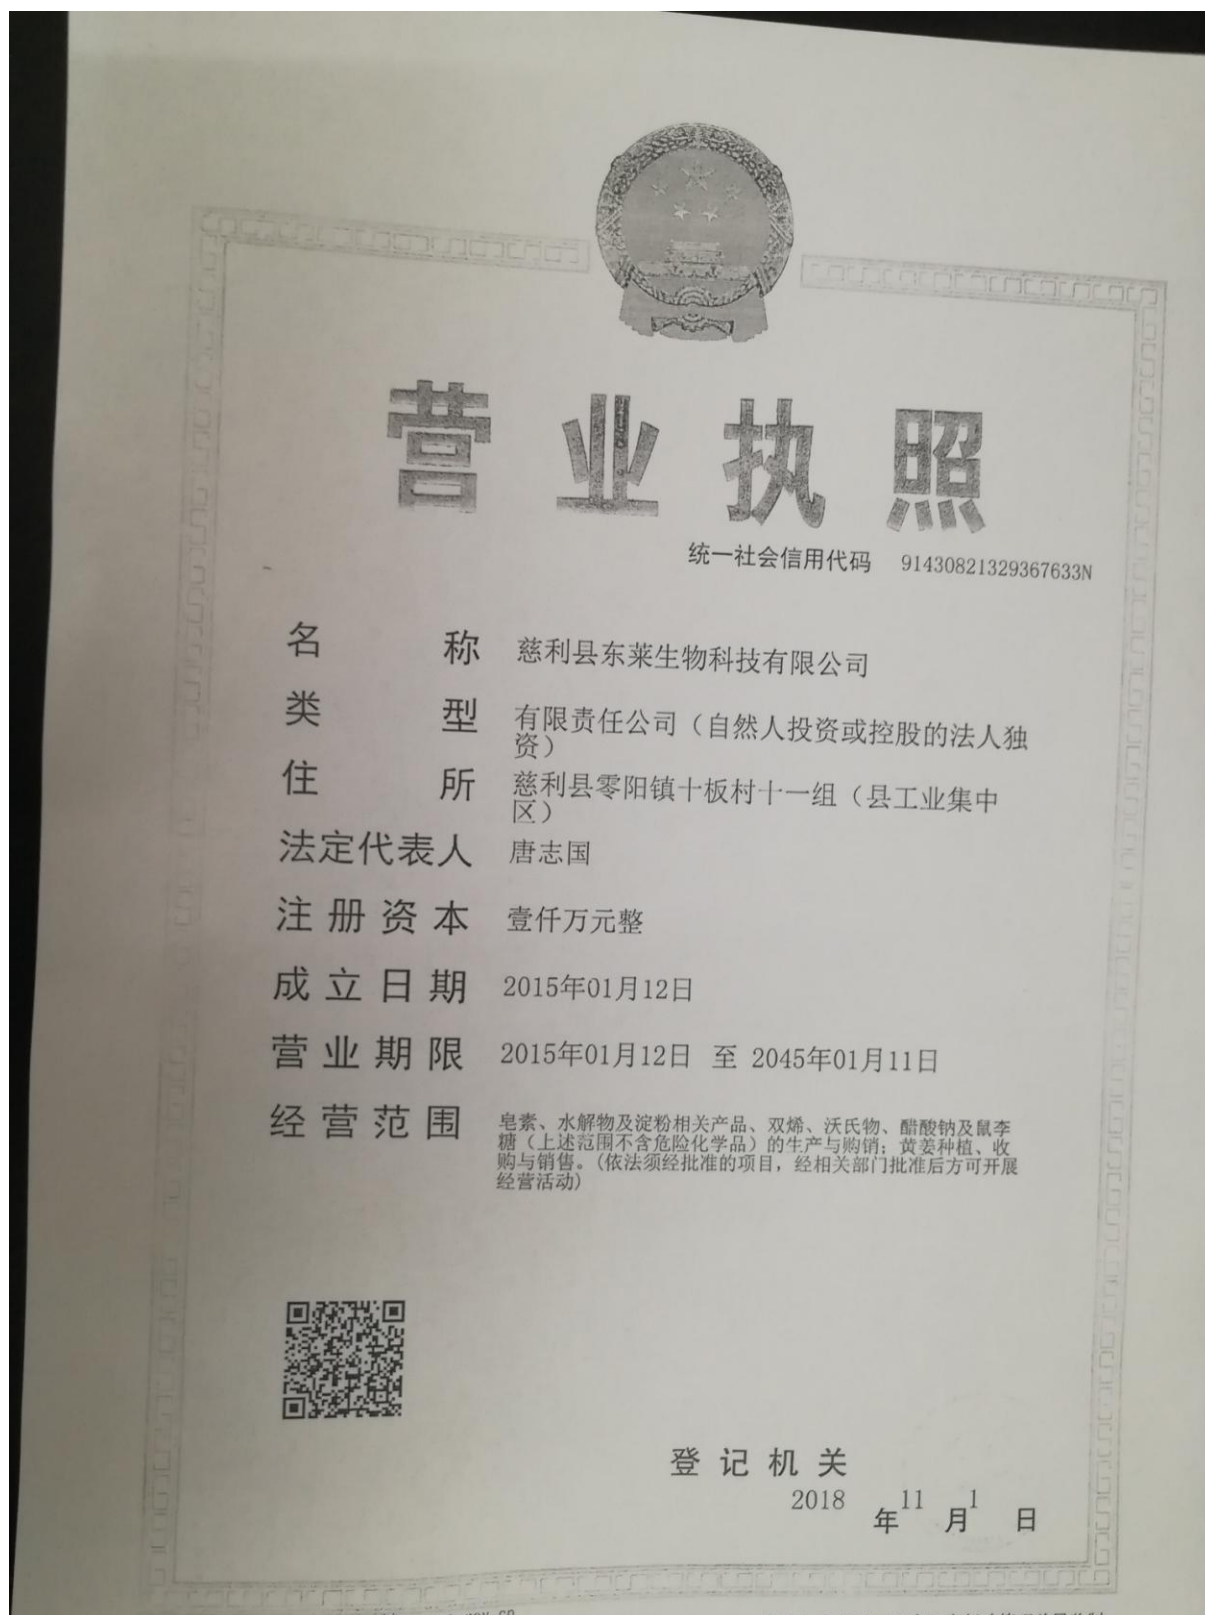 营业执照
统一社会信用代码 91430821329367633N
名称 慈利县东莱生物科技有限公司
类型 有限责任公司（自然人投资或控股的法人独
资）
住所 慈利县零阳镇十板村十一组（县工业集中
区）
法定代表人 唐志国
注册资本 壹仟万元整
成立日期 2015年01月12日
营业期限 2015年01月12日 至 2045年01月11日
经营范围 皂素、水解物及淀粉相关产品、双烯、沃氏物、醋酸钠及鼠李
糖（上述范围不含危险化学品）的生产与购销；黄姜种植、收
购与销售。(依法须经批准的项目，经相关部门批准后方可开展
经营活动)
登记机关
2018年11月1日